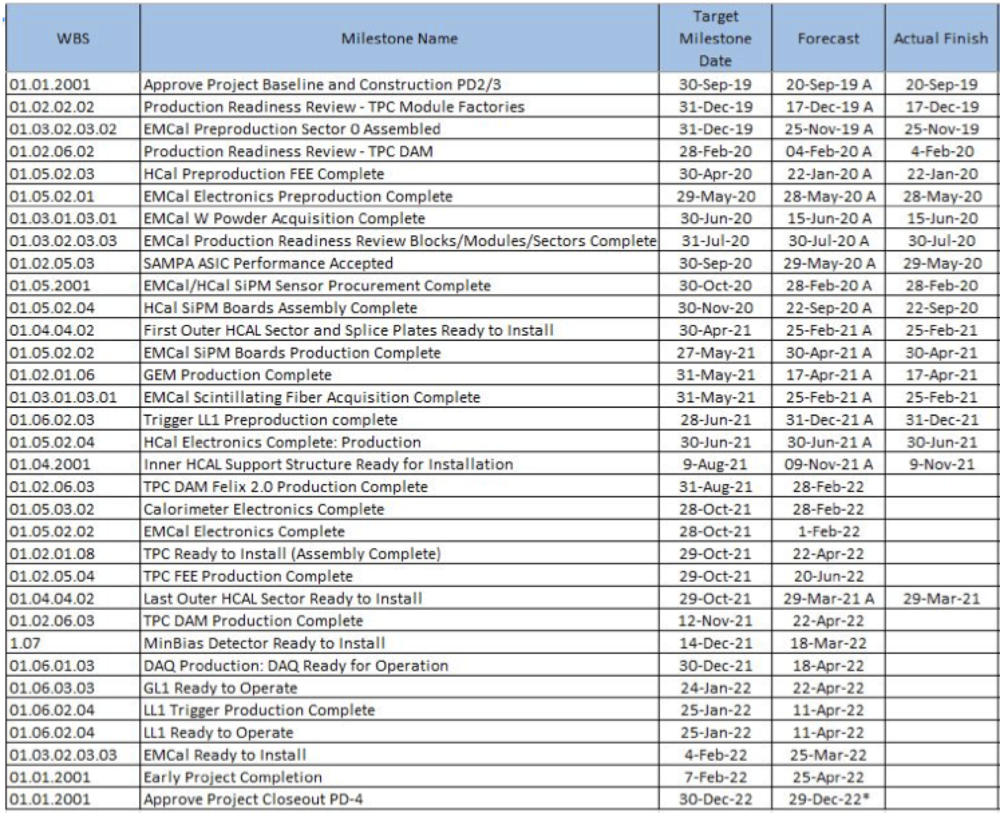 WBS Milestone Name Target Milestone Date Forecast Actual Finish
01.01.2001 Approve Project Baseline and Construction PD2/3 30-Sep-19 20-Sep-19 A 20-Sep-19
01.02.02.02 Production Readiness Review - TPC Module Factories 31-Dec-19 17-Dec-19 A 17-Dec-19
01.03.02.03.02 EMCal Preproduction Sector 0 Assembled 31-Dec-19 25-Nov-19 A 25-Nov-19
01.02.06.02 Production Readiness Review - TPC DAM 28-Feb-20 04-Feb-20 A 4-Feb-20
01.05.02.03 HCal Preproduction FEE Complete 30-Apr-20 22-Jan-20 A 22-Jan-20
01.05.02.01 EMCal Electronics Preproduction Complete 29-May-20 28-May-20 A 28-May-20
01.03.01.03.01 EMCal W Powder Acquisition Complete 30-Jun-20 15-Jun-20 A 15-Jun-20
01.03.02.03.03 EMCal Production Readiness Review Blocks/Modules/Sectors Complete 31-Jul-20 30-Jul-20 A 30-Jul-20
01.02.05.03 SAMPA ASIC Performance Accepted 30-Sep-20 29-May-20 A 29-May-20
01.05.2001 EMCal/HCal SiPM Sensor Procurement Complete 30-Oct-20 28-Feb-20 A 28-Feb-20
01.05.02.04 HCal SiPM Boards Assembly Complete 30-Nov-20 22-Sep-20 A 22-Sep-20
01.04.04.02 First Outer HCAL Sector and Splice Plates Ready to Install 30-Apr-21 25-Feb-21 A 25-Feb-21
01.05.02.02 EMCal SiPM Boards Production Complete 27-May-21 30-Apr-21 A 30-Apr-21
01.02.01.06 GEM Production Complete 31-May-21 17-Apr-21 A 17-Apr-21
01.03.01.03.01 EMCal Scintillating Fiber Acquisition Complete 31-May-21 25-Feb-21 A 25-Feb-21
01.06.02.03 Trigger LL1 Preproduction complete 28-Jun-21 31-Dec-21 A 31-Dec-21
01.05.02.04 HCal Electronics Complete: Production 30-Jun-21 30-Jun-21 A 30-Jun-21
01.04.2001 Inner HCAL Support Structure Ready for Installation 9-Aug-21 09-Nov-21 A 9-Nov-21
01.02.06.03 TPC DAM Felix 2.0 Production Complete 31-Aug-21 28-Feb-22
01.05.03.02 Calorimeter Electronics Complete 28-Oct-21 28-Feb-22
01.05.02.02 EMCal Electronics Complete 28-Oct-21 1-Feb-22
01.02.01.08 TPC Ready to Install (Assembly Complete) 29-Oct-21 22-Apr-22
01.02.05.04 TPC FEE Production Complete 29-Oct-21 20-Jun-22
01.04.04.02 Last Outer HCAL Sector Ready to Install 29-Oct-21 29-Mar-21 A 29-Mar-21
01.02.06.03 TPC DAM Production Complete 12-Nov-21 22-Apr-22
1.07 MinBias Detector Ready to Install 14-Dec-21 18-Mar-22
01.06.01.03 DAQ Production: DAQ Ready for Operation 30-Dec-21 18-Apr-22
01.06.03.03 GL1 Ready to Operate 24-Jan-22 22-Apr-22
01.06.02.04 LL1 Trigger Production Complete 25-Jan-22 11-Apr-22
01.06.02.04 LL1 Ready to Operate 25-Jan-22 11-Apr-22
01.03.02.03.03 EMCal Ready to Install 4-Feb-22 25-Mar-22
01.01.2001 Early Project Completion 7-Feb-22 25-Apr-22
01.01.2001 Approve Project Closeout PD-4 30-Dec-22 29-Dec-22*